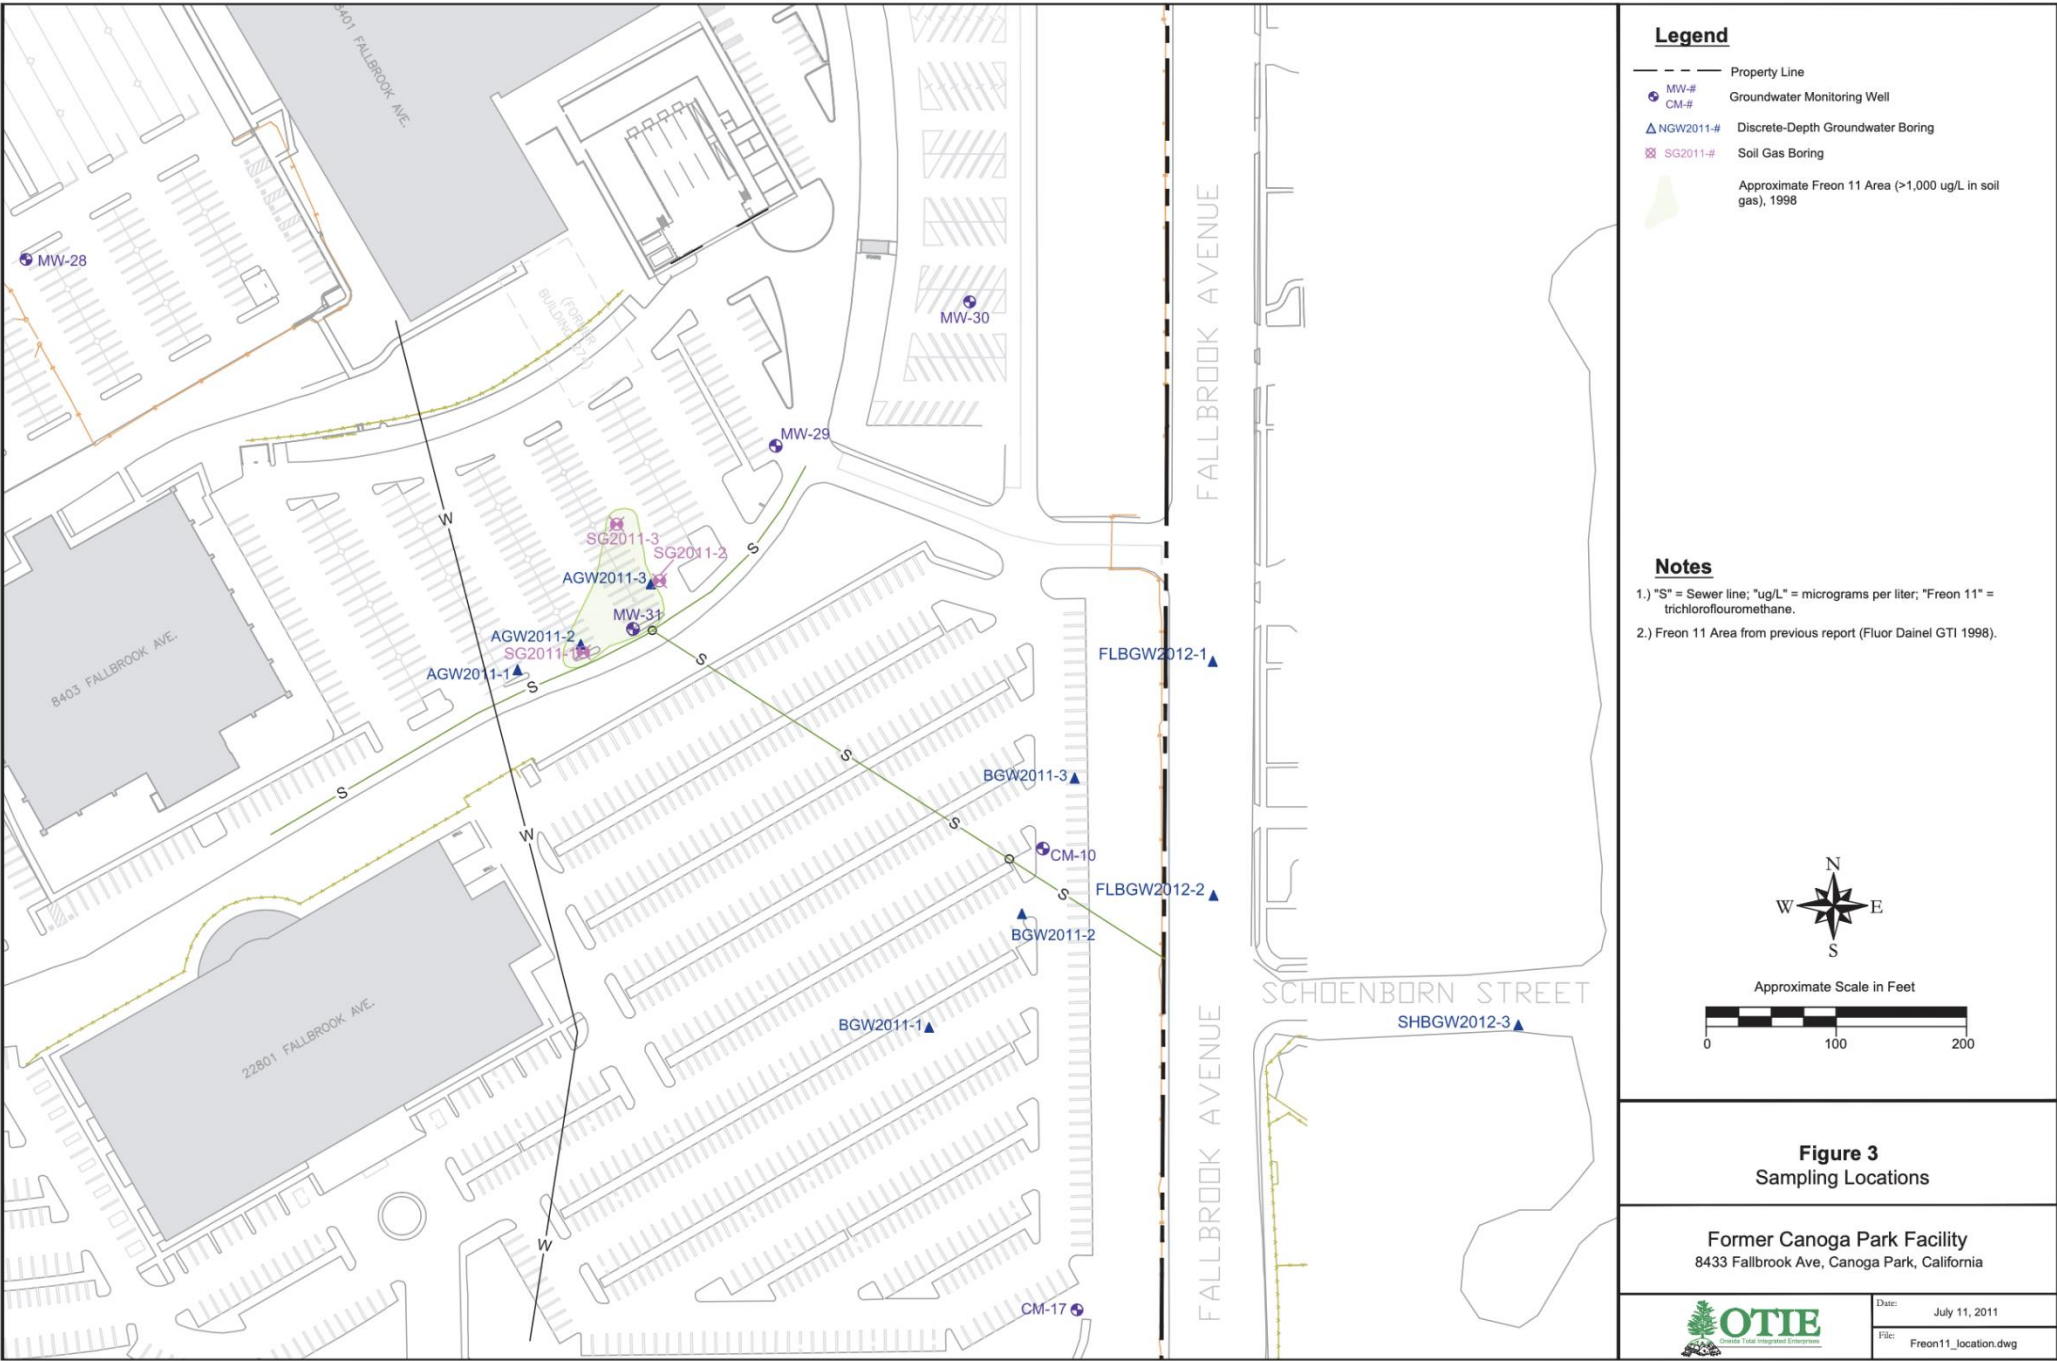 8401 FALLBROOK AVE.
MW-28
MW-30
(FORMER
BUILDING 274)
MW-29
W
SG2011-3
SG2011-2
S
AGW2011-3
MW-31
AGW2011-2
SG2011-1
AGW2011-1
S
S
8403 FALLBROOK AVE.
S
S
W
S
S
CM-10
BGW2011-3
BGW2011-2
BGW2011-1
22801 FALLBROOK AVE.
W
CM-17
FALLBROOK AVENUE
FLBGW2012-1
FLBGW2012-2
SCHOENBORN STREET
SHBGW2012-3
FALLBROOK AVENUE
Legend
Property Line
MW-#
CM-#
Groundwater Monitoring Well
NGW2011-#
Discrete-Depth Groundwater Boring
SG2011-#
Soil Gas Boring
Approximate Freon 11 Area (>1,000 ug/L in soil
gas), 1998
Notes
1.) "S" = Sewer line; "ug/L" = micrograms per liter; "Freon 11" =
trichloroflouromethane.
2.) Freon 11 Area from previous report (Fluor Dainel GTI 1998).
N
W E
S
Approximate Scale in Feet
0 100 200
Figure 3
Sampling Locations
Former Canoga Park Facility
8433 Fallbrook Ave, Canoga Park, California
OTIE
Oneida Total Integrated Enterprises
Date:
July 11, 2011
File:
Freon11_location.dwg